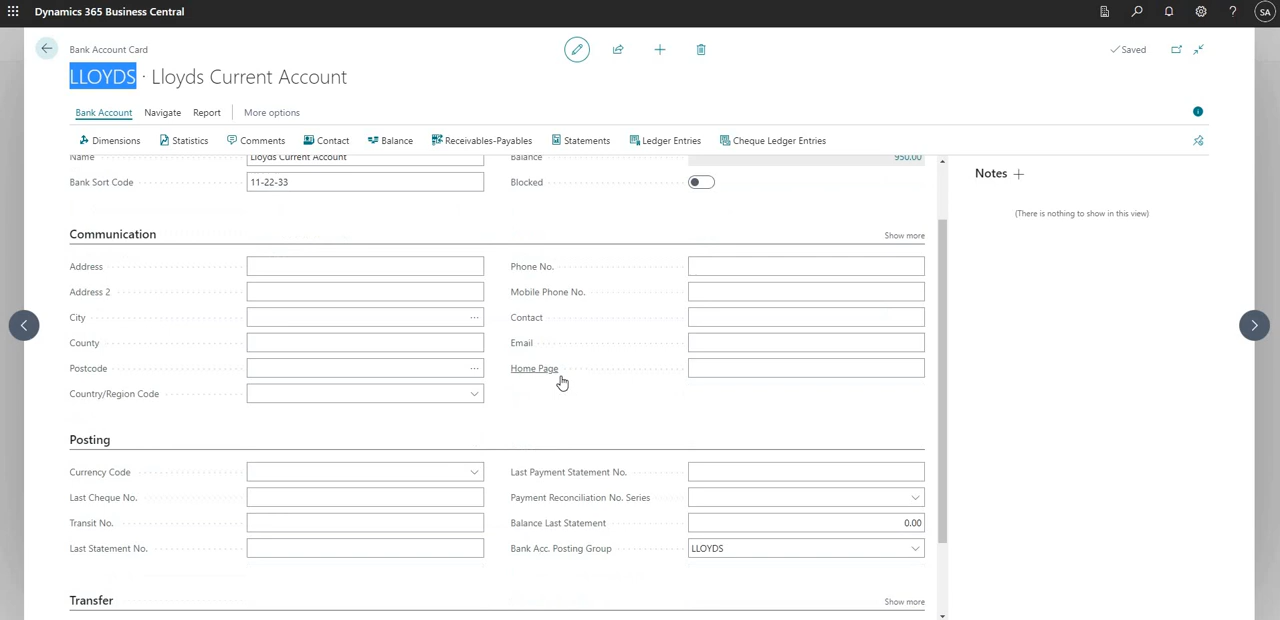 Dynamics 365 Business Central
SA
Bank Account Card
Saved
LLOYDS · Lloyds Current Account
Bank Account Navigate Report More options
Dimensions Statistics Comments Contact Balance Receivables-Payables Statements Ledger Entries Cheque Ledger Entries
Name Lloyds Current Account Balance 950.00
Bank Sort Code 11-22-33 Blocked
Notes
(There is nothing to show in this view)
Communication Show more
Address Phone No.
Address 2 Mobile Phone No.
City ... Contact
County Email
Postcode ... Home Page
Country/Region Code
Posting
Currency Code Last Payment Statement No.
Last Cheque No. Payment Reconciliation No. Series
Transit No. Balance Last Statement 0.00
Last Statement No. Bank Acc. Posting Group LLOYDS
Transfer Show more